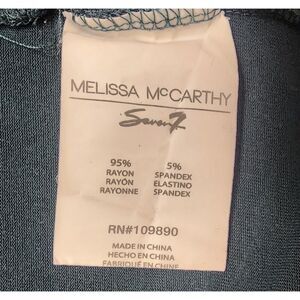 MELISSA McCARTHY
Seven7
95% 5%
RAYON SPANDEX
RAYÓN ELASTINO
RAYONNE SPANDEX
RN#109890
MADE IN CHINA
HECHO EN CHINA
FABRIQUÉ EN CHINE